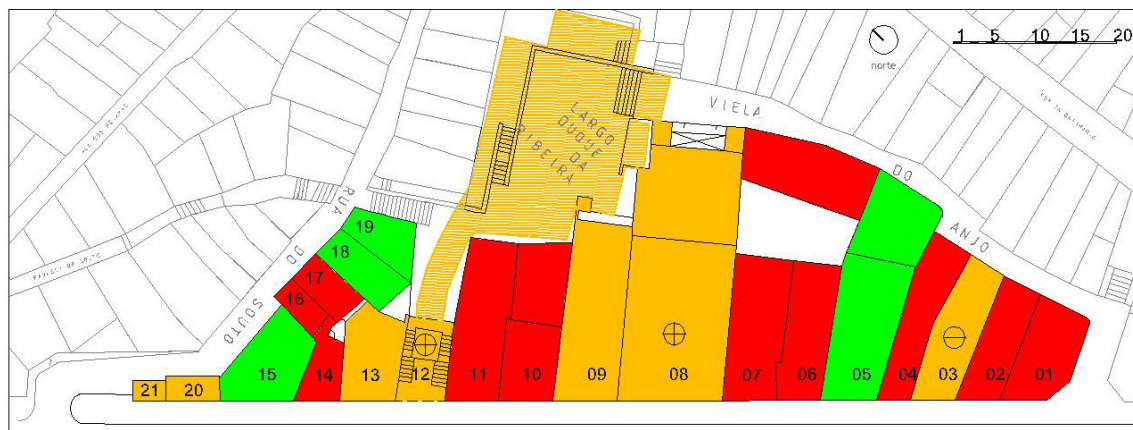 1 5 10 15 20
norte
VIELA
DO
ANJO
LARGO
DUQUE
DA
RIBEIRA
RUA
DO
SOUTO
19
18
17
16
15
14
13
12
11
10
09
08
07
06
05
04
03
02
01
20
21